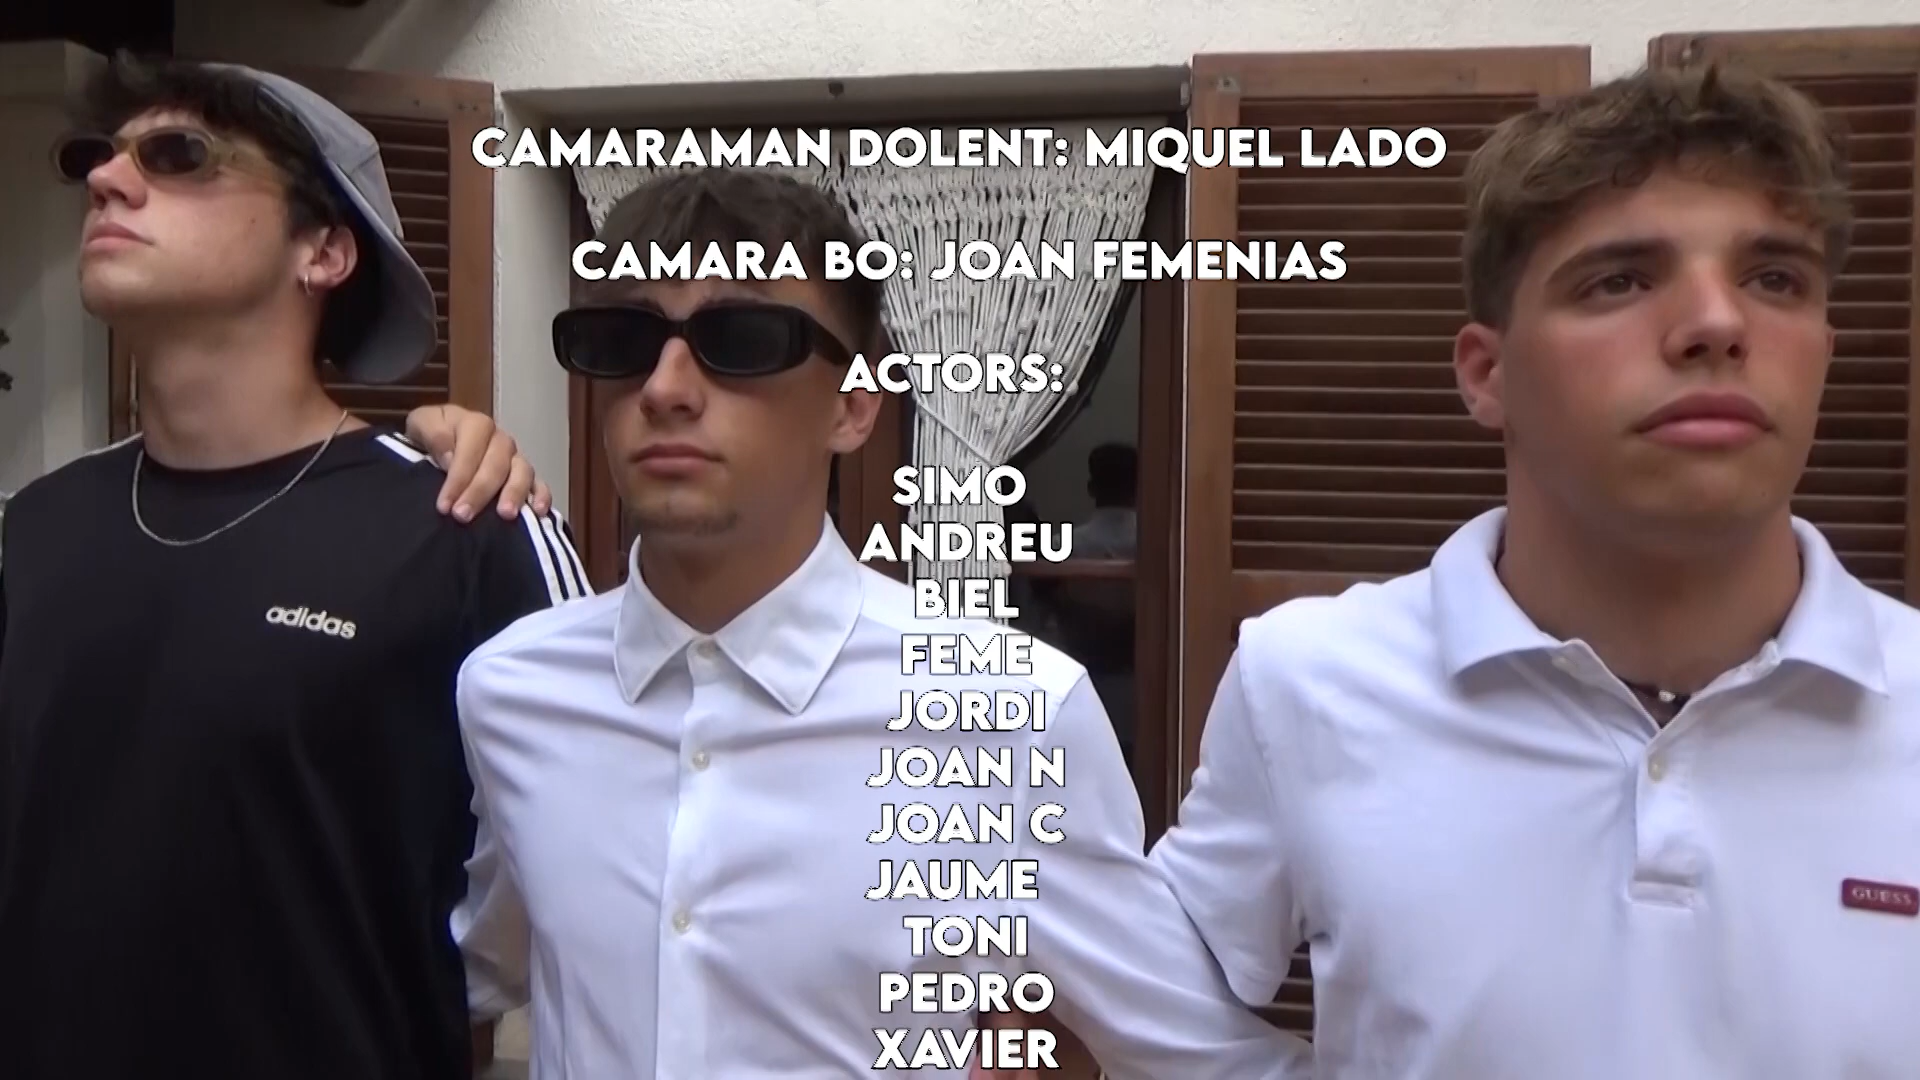 CAMARAMAN DOLENT: MIQUEL LADO
CAMARA BO: JOAN FEMENIAS
ACTORS:
SIMO
ANDREU
BIEL
FEME
JORDI
JOAN N
JOAN C
JAUME
TONI
PEDRO
XAVIER
adidas
GUESS